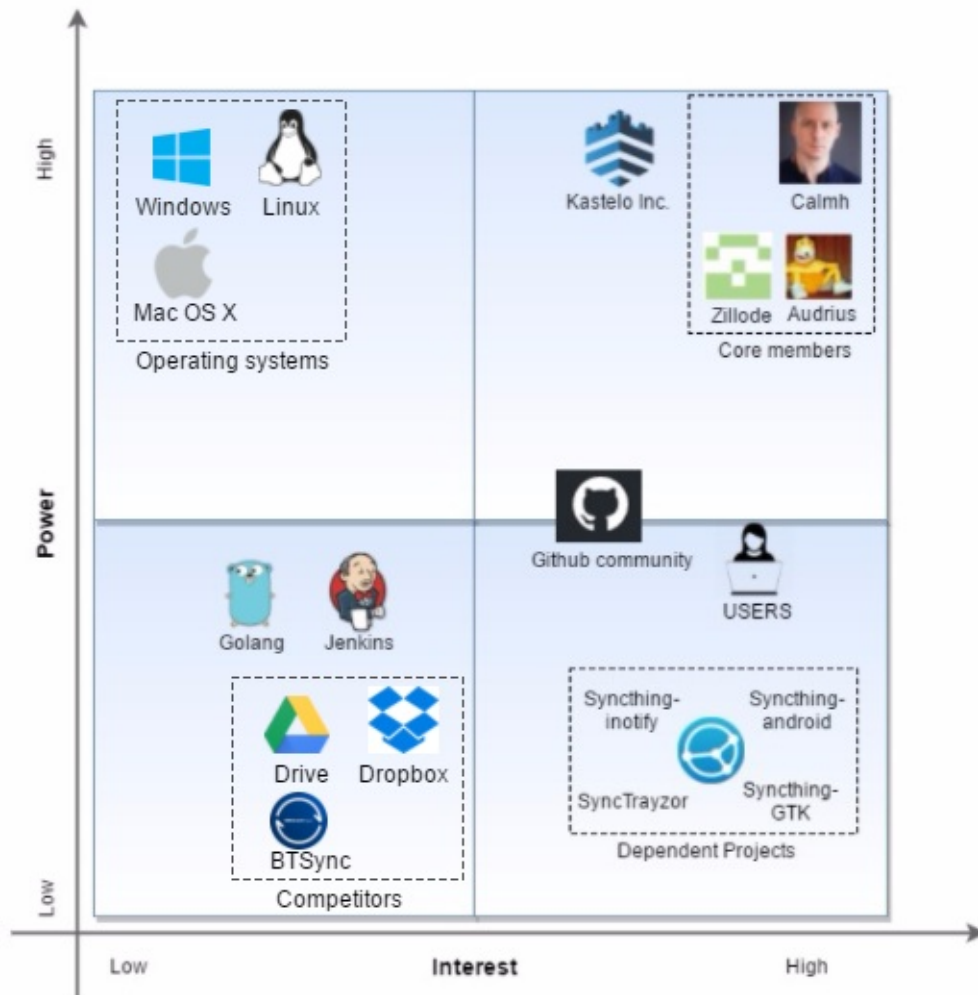 High
Windows
Linux
Mac OS X
Operating systems
Kastelo Inc.
Calmh
Zillode
Audrius
Core members
Power
Github community
USERS
Golang
Jenkins
Drive
Dropbox
BTSync
Competitors
Syncthing-
inotify
Syncthing-
android
SyncTrayzor
Syncthing-
GTK
Dependent Projects
Low
Low
Interest
High